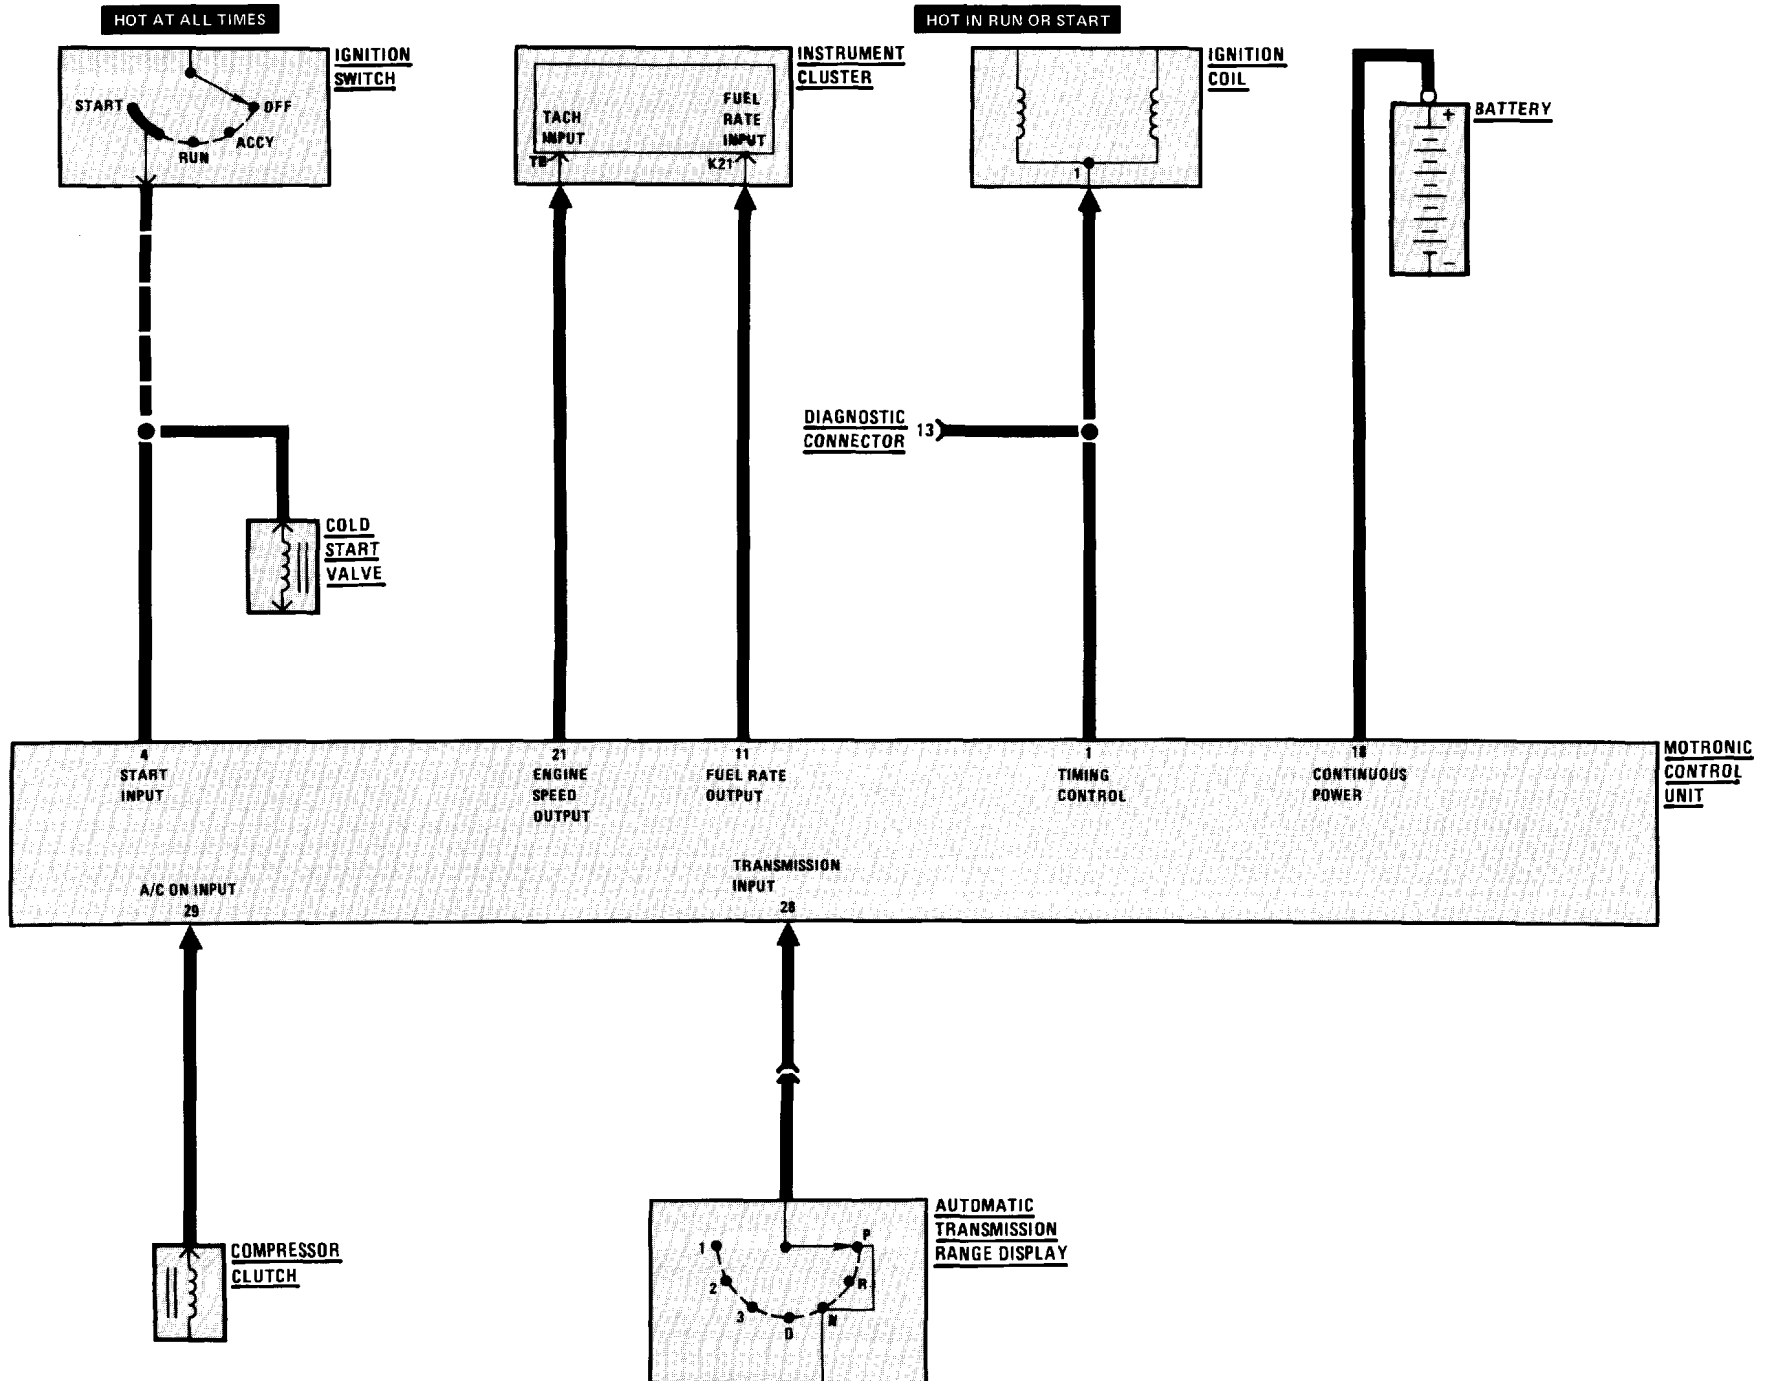 HOT AT ALL TIMES
HOT IN RUN OR START
IGNITION
SWITCH
START
OFF
ACCY
RUN
INSTRUMENT
CLUSTER
TACH
INPUT
FUEL
RATE
INPUT
K21
IGNITION
COIL
1
BATTERY
+
−
DIAGNOSTIC
CONNECTOR
13
COLD
START
VALVE
4
START
INPUT
21
ENGINE
SPEED
OUTPUT
11
FUEL RATE
OUTPUT
1
TIMING
CONTROL
18
CONTINUOUS
POWER
MOTRONIC
CONTROL
UNIT
A/C ON INPUT
29
TRANSMISSION
INPUT
28
COMPRESSOR
CLUTCH
AUTOMATIC
TRANSMISSION
RANGE DISPLAY
1
2
3
D
N
R
P